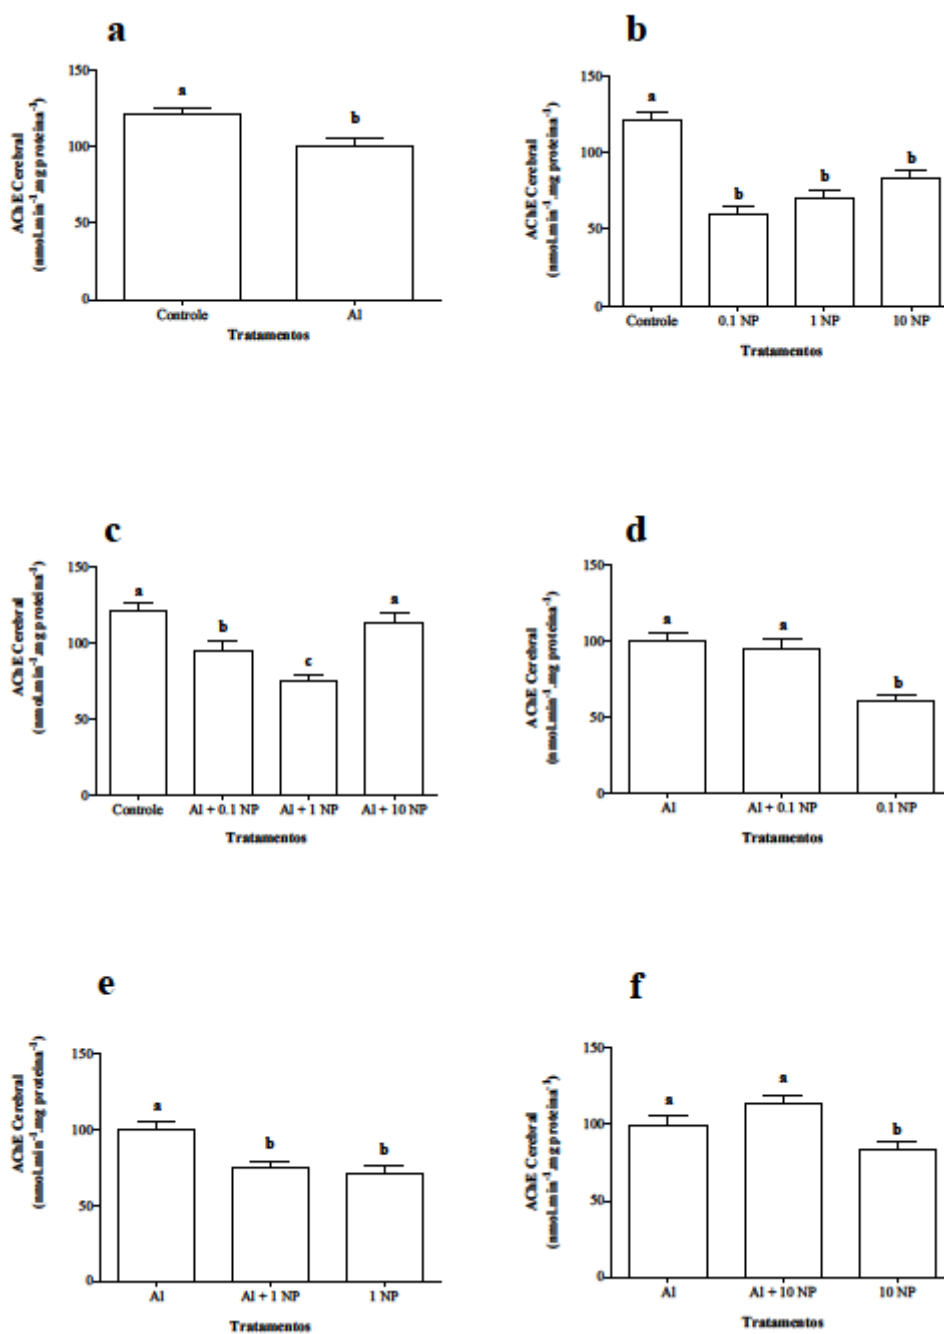 a
AChE Cerebral
(nmol.min⁻¹.mg proteína⁻¹)
150
100
50
0
a
b
Controle
Al
Tratamentos
b
AChE Cerebral
(nmol.min⁻¹.mg proteína⁻¹)
150
100
50
0
a
b
b
b
Controle
0.1 NP
1 NP
10 NP
Tratamentos
c
AChE Cerebral
(nmol.min⁻¹.mg proteína⁻¹)
150
100
50
0
a
b
c
a
Controle
Al + 0.1 NP
Al + 1 NP
Al + 10 NP
Tratamentos
d
AChE Cerebral
(nmol.min⁻¹.mg proteína⁻¹)
150
100
50
0
a
a
b
Al
Al + 0.1 NP
0.1 NP
Tratamentos
e
AChE Cerebral
(nmol.min⁻¹.mg proteína⁻¹)
150
100
50
0
a
b
b
Al
Al + 1 NP
1 NP
Tratamentos
f
AChE Cerebral
(nmol.min⁻¹.mg proteína⁻¹)
150
100
50
0
a
a
b
Al
Al + 10 NP
10 NP
Tratamentos